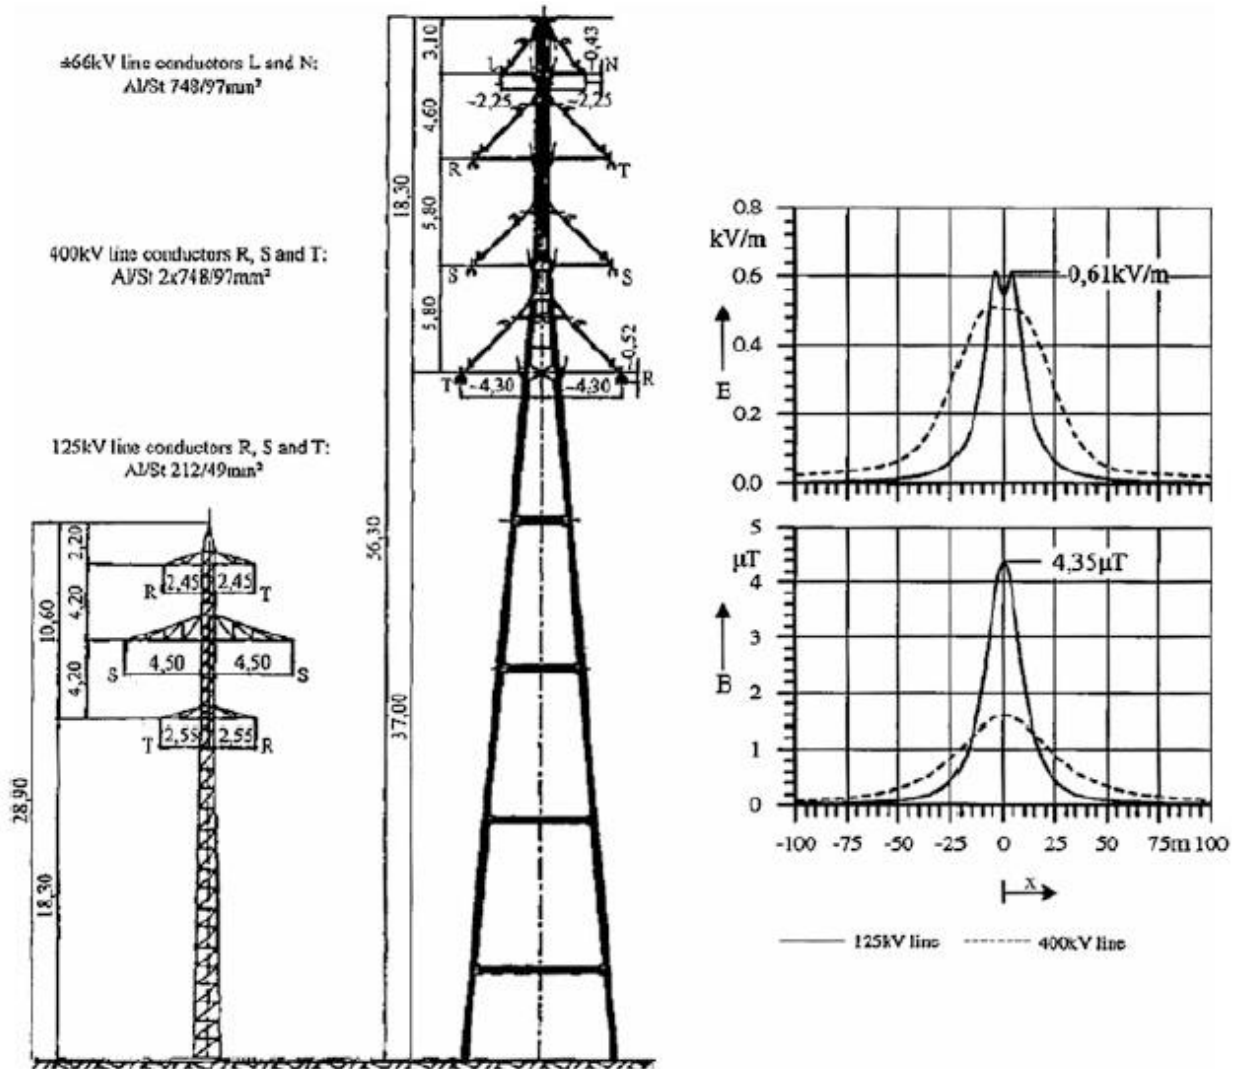 ±66kV line conductors L and N:
Al/St 748/97mm²
400kV line conductors R, S and T:
Al/St 2x748/97mm²
125kV line conductors R, S and T:
Al/St 212/49mm²
3,10
4,60
18,30
5,80
5,80
~0,43
L N
~2,25 ~2,25
R T
S S
~0,52
T ~4,30 ~4,30 R
37,00
2,20
4,20
4,20
10,60
28,90
18,30
R 2,45 2,45 T
S 4,50 4,50 S
T 2,55 2,55 R
0.8
kV/m
0.6
0,61kV/m
E
0.4
0.2
0.0
5
µT
4
4,35µT
3
B
2
1
0
-100 -75 -50 -25 0 25 50 75m 100
x
125kV line 400kV line